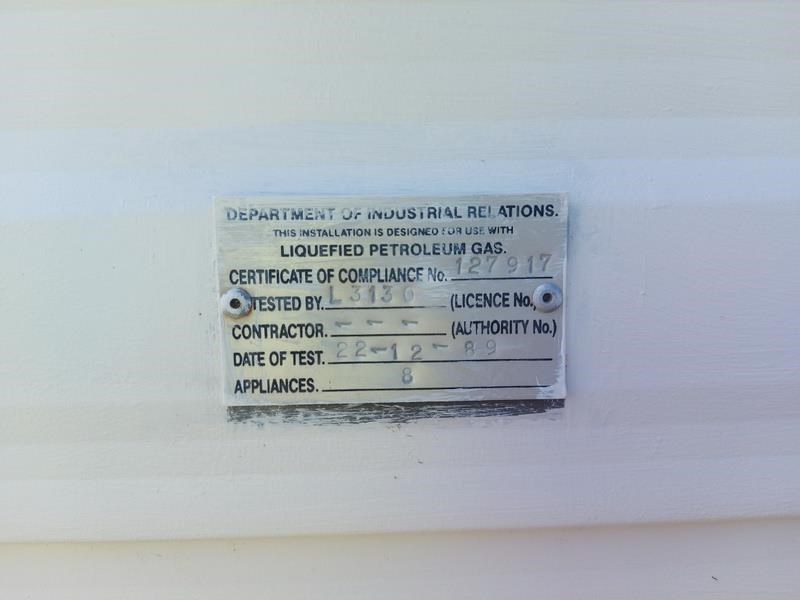 DEPARTMENT OF INDUSTRIAL RELATIONS.
THIS INSTALLATION IS DESIGNED FOR USE WITH
LIQUEFIED PETROLEUM GAS.
CERTIFICATE OF COMPLIANCE No. 127917
TESTED BY. L3130 (LICENCE No.
CONTRACTOR. - - - (AUTHORITY No.)
DATE OF TEST. 22-12-89
APPLIANCES. 8